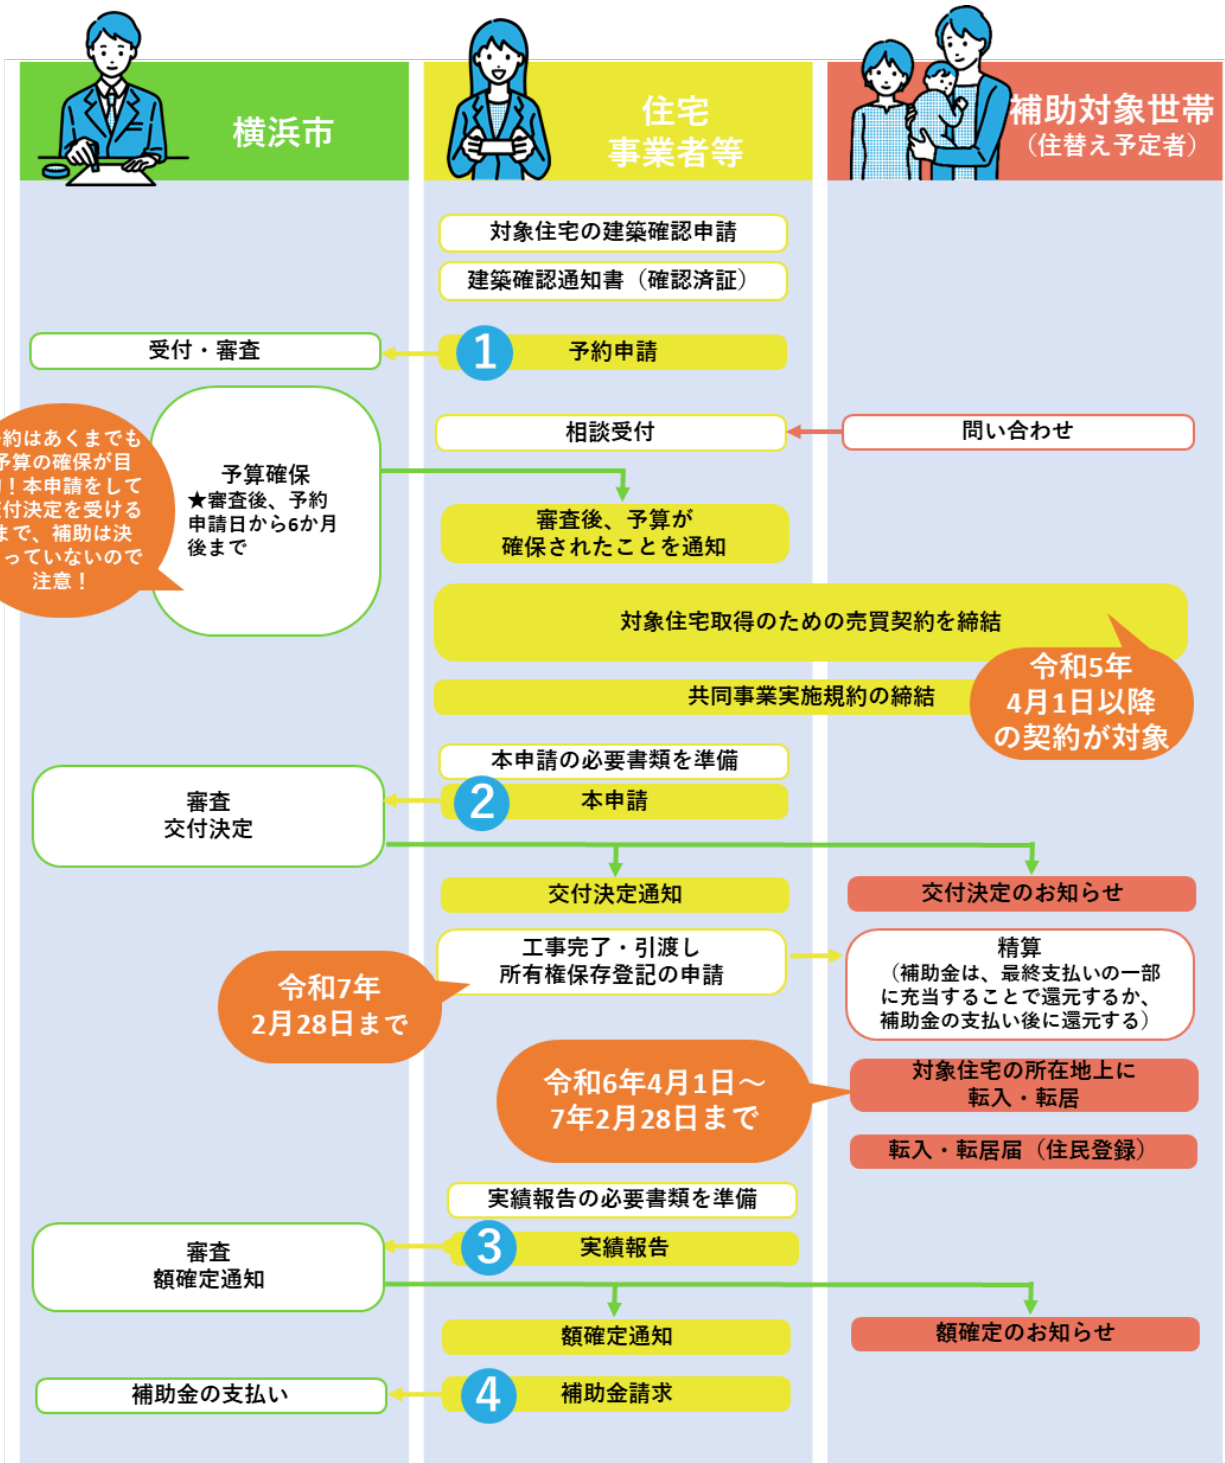 横浜市
住宅
事業者等
補助対象世帯
（住替え予定者）
対象住宅の建築確認申請
建築確認通知書（確認済証）
受付・審査
1
予約申請
約はあくまでも
予算の確保が目
！本申請をして
付決定を受ける
まで、補助は決
っていないので
注意！
予算確保
★審査後、予約
申請日から6か月
後まで
相談受付
問い合わせ
審査後、予算が
確保されたことを通知
対象住宅取得のための売買契約を締結
令和5年
4月1日以降
の契約が対象
共同事業実施規約の締結
本申請の必要書類を準備
審査
交付決定
2
本申請
交付決定通知
交付決定のお知らせ
工事完了・引渡し
所有権保存登記の申請
令和7年
2月28日まで
精算
（補助金は、最終支払いの一部
に充当することで還元するか、
補助金の支払い後に還元する）
令和6年4月1日～
7年2月28日まで
対象住宅の所在地上に
転入・転居
転入・転居届（住民登録）
実績報告の必要書類を準備
審査
額確定通知
3
実績報告
額確定通知
額確定のお知らせ
補助金の支払い
4
補助金請求